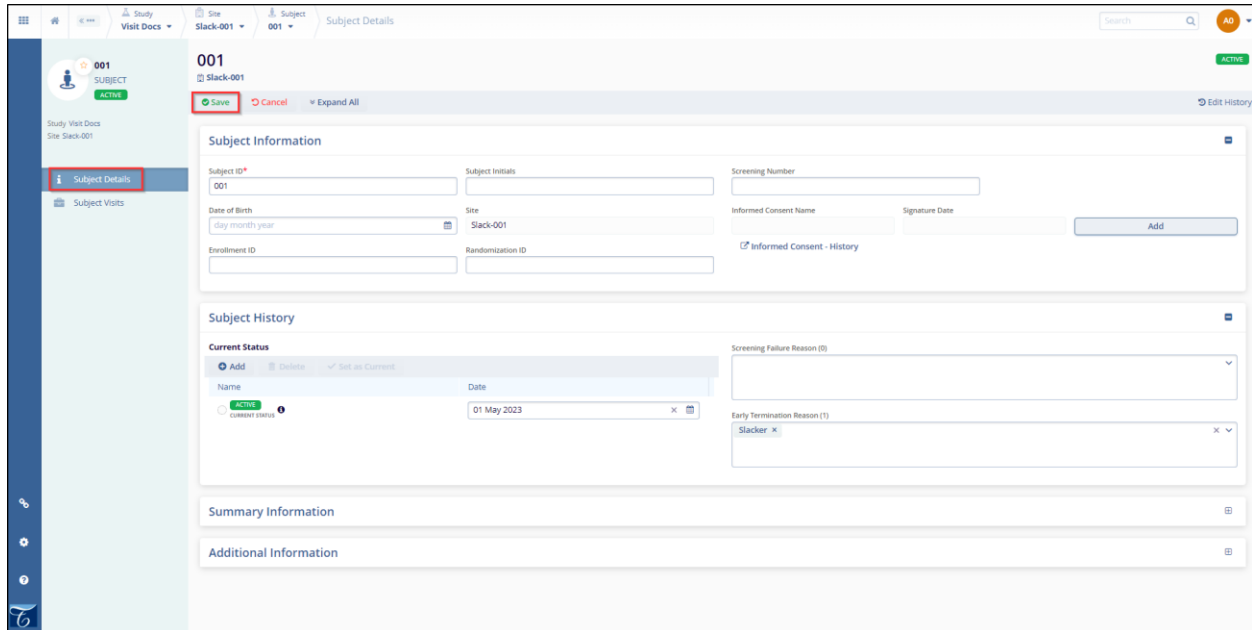 Study
Visit Docs
Site
Slack-001
Subject
001
Subject Details
Search
AO
001
SUBJECT
ACTIVE
Study Visit Docs
Site Slack-001
Subject Details
Subject Visits
001
Slack-001
ACTIVE
Save Cancel Expand All Edit History
Subject Information
Subject ID* Subject Initials Screening Number
001
Date of Birth Site Informed Consent Name Signature Date
day month year Slack-001 Add
Informed Consent - History
Enrollment ID Randomization ID
Subject History
Current Status Screening Failure Reason (0)
Add Delete Set as Current
Name Date
ACTIVE
CURRENT STATUS
01 May 2023
Early Termination Reason (1)
Slacker ×
Summary Information
Additional Information